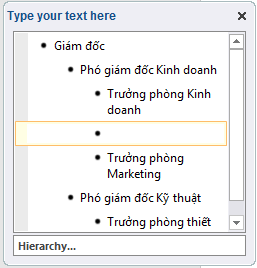 Type your text here
Giám đốc
Phó giám đốc Kinh doanh
Trưởng phòng Kinh
doanh
Trưởng phòng
Marketing
Phó giám đốc Kỹ thuật
Trưởng phòng thiết
Hierarchy...